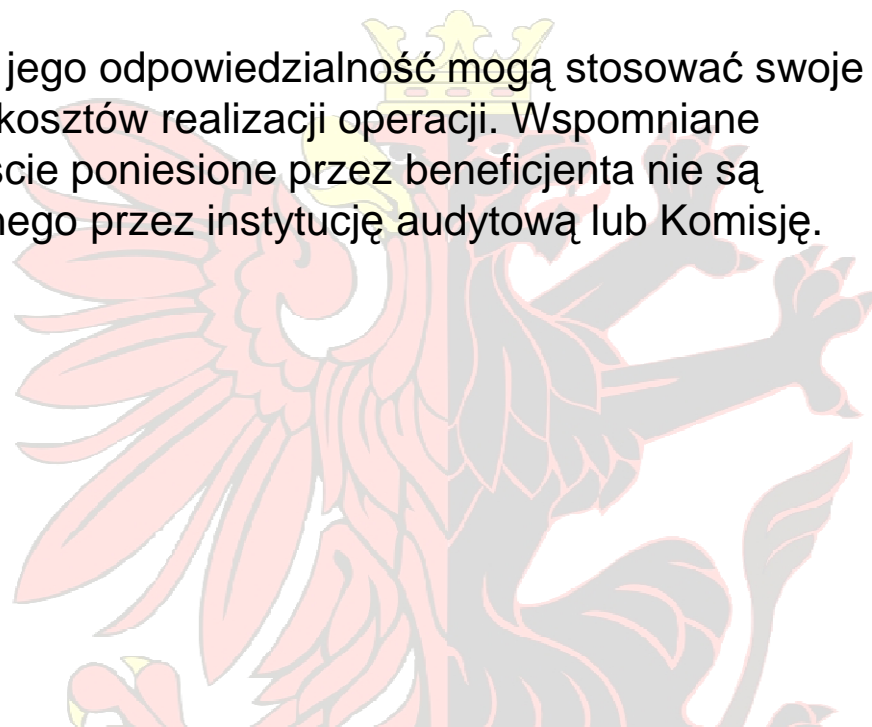 jego odpowiedzialność mogą stosować swoje
kosztów realizacji operacji. Wspomniane
ście poniesione przez beneficjenta nie są
nego przez instytucję audytową lub Komisję.